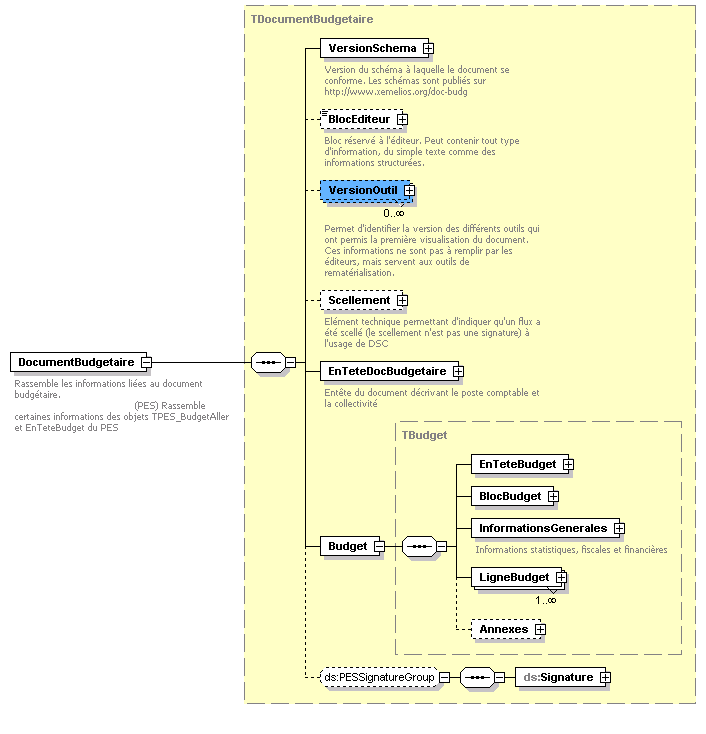 TDocumentBudgetaire
VersionSchema
Version du schéma à laquelle le document se
conforme. Les schémas sont publiés sur
http://www.xemelios.org/doc-budg
BlocEditeur
Bloc réservé à l'éditeur. Peut contenir tout type
d'information, du simple texte comme des
informations structurées.
VersionOutil
0..∞
Permet d'identifier la version des différents outils qui
ont permis la première visualisation du document.
Ces informations ne sont pas à remplir par les
éditeurs, mais servent aux outils de
rematérialisation.
Scellement
Elément technique permettant d'indiquer qu'un flux a
été scellé (le scellement n'est pas une signature) à
l'usage de DSC
DocumentBudgetaire
Rassemble les informations liées au document
budgétaire.
(PES) Rassemble
certaines informations des objets TPES_BudgetAller
et EnTeteBudget du PES
EnTeteDocBudgetaire
Entête du document décrivant le poste comptable et
la collectivité
TBudget
EnTeteBudget
BlocBudget
InformationsGenerales
Informations statistiques, fiscales et financières
Budget
LigneBudget
1..∞
Annexes
ds:PESSignatureGroup
ds:Signature